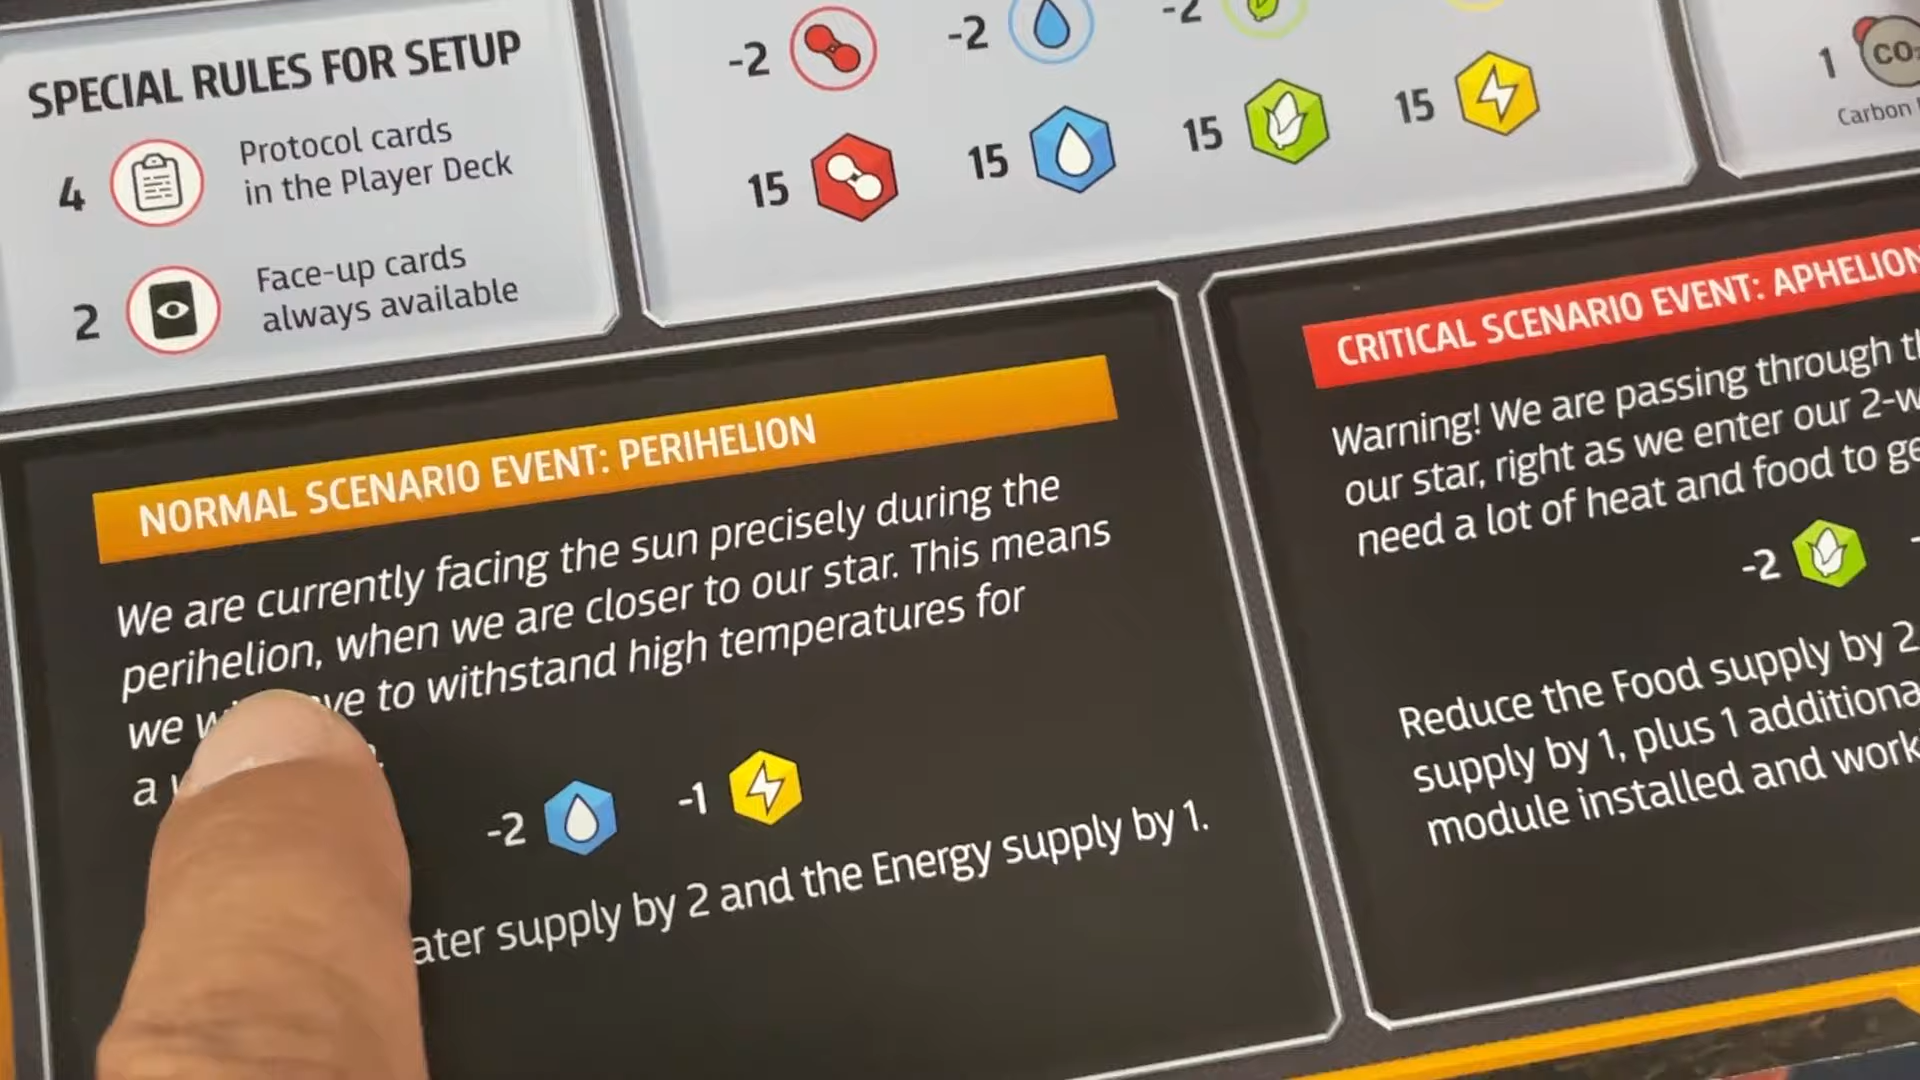 SPECIAL RULES FOR SETUP
4
Protocol cards
in the Player Deck
2
Face-up cards
always available
-2
-2
-2
15
15
15
15
1
CO₂
Carbon
NORMAL SCENARIO EVENT: PERIHELION
We are currently facing the sun precisely during the
perihelion, when we are closer to our star. This means
we to withstand high temperatures for
a
-2
-1
supply by 2 and the Energy supply by 1.
CRITICAL SCENARIO EVENT: APHELION
Warning! We are passing through
our star, right as we enter our
need a lot of heat and food to
-2
Reduce the Food supply by 2
supply by 1, plus 1
module installed and